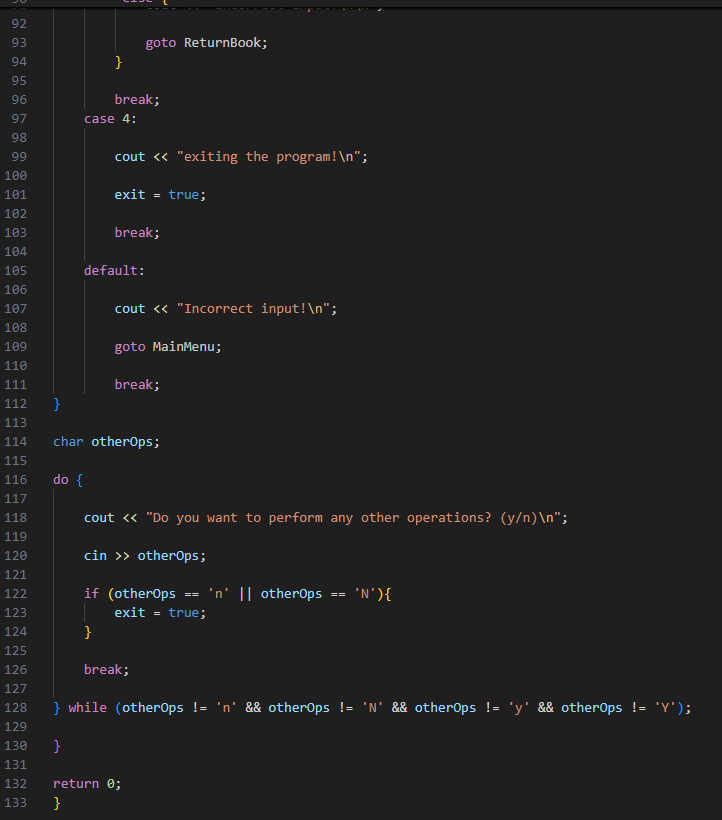 92
93 goto ReturnBook;
94 }
95
96 break;
97 case 4:
98
99 cout << "exiting the program!\n";
100
101 exit = true;
102
103 break;
104
105 default:
106
107 cout << "Incorrect input!\n";
108
109 goto MainMenu;
110
111 break;
112 }
113
114 char otherOps;
115
116 do {
117
118 cout << "Do you want to perform any other operations? (y/n)\n";
119
120 cin >> otherOps;
121
122 if (otherOps == 'n' || otherOps == 'N'){
123 exit = true;
124 }
125
126 break;
127
128 } while (otherOps != 'n' && otherOps != 'N' && otherOps != 'y' && otherOps != 'Y');
129
130 }
131
132 return 0;
133 }